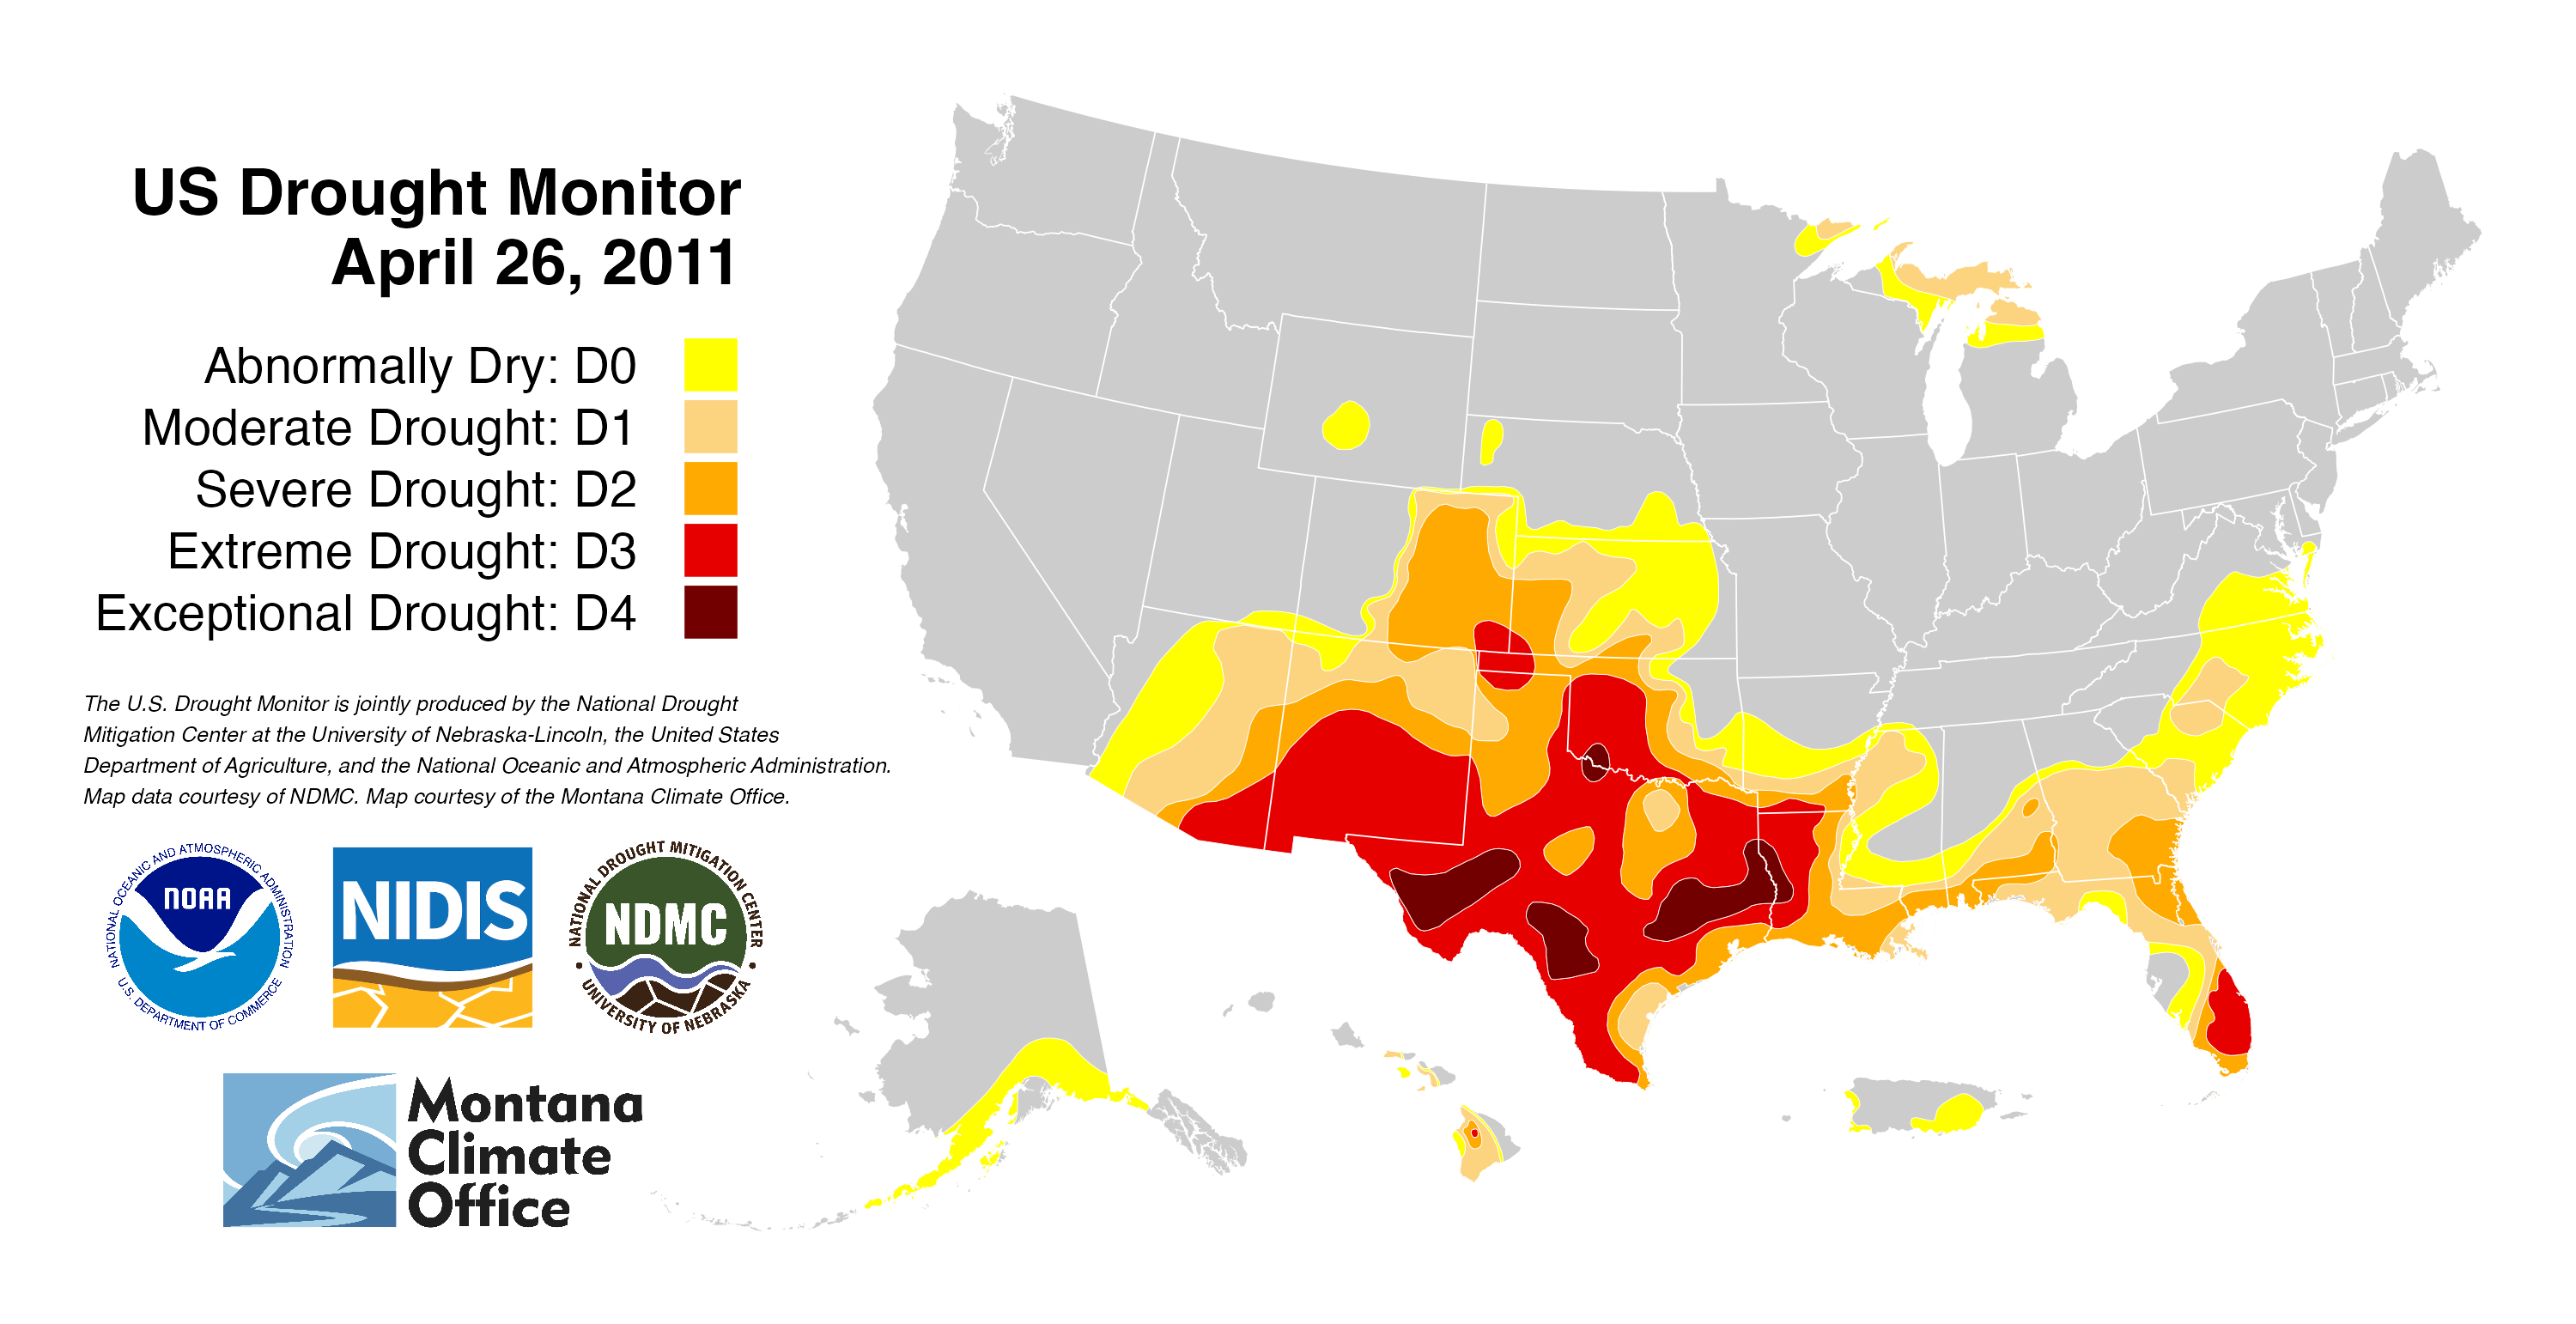 US Drought Monitor
April 26, 2011
Abnormally Dry: D0
Moderate Drought: D1
Severe Drought: D2
Extreme Drought: D3
Exceptional Drought: D4
The U.S. Drought Monitor is jointly produced by the National Drought
Mitigation Center at the University of Nebraska-Lincoln, the United States
Department of Agriculture, and the National Oceanic and Atmospheric Administration.
Map data courtesy of NDMC. Map courtesy of the Montana Climate Office.
NATIONAL OCEANIC AND ATMOSPHERIC ADMINISTRATION
NOAA
U.S. DEPARTMENT OF COMMERCE
NIDIS
NATIONAL DROUGHT MITIGATION CENTER
NDMC
UNIVERSITY OF NEBRASKA
Montana
Climate
Office